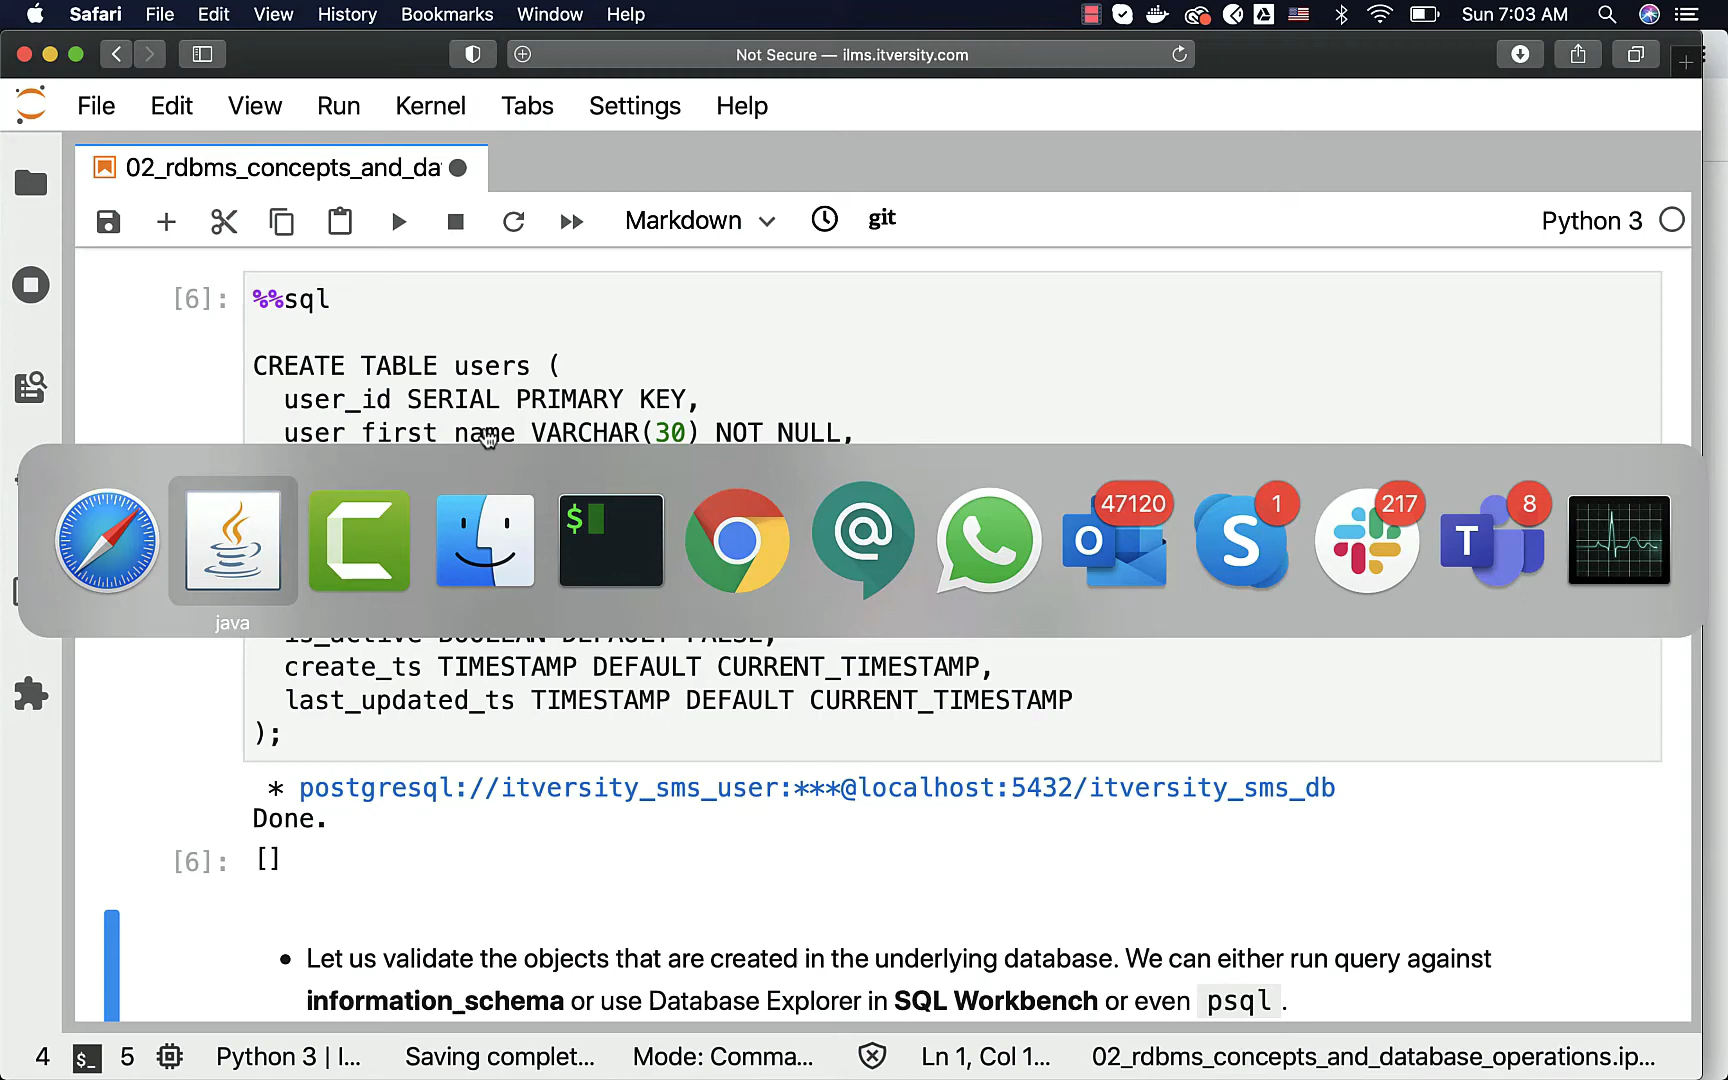 Safari File Edit View History Bookmarks Window Help Sun 7:03 AM
Not Secure — ilms.itversity.com
File Edit View Run Kernel Tabs Settings Help
02_rdbms_concepts_and_da
Markdown git Python 3
[6]: %%sql
CREATE TABLE users (
user_id SERIAL PRIMARY KEY,
user_first_name VARCHAR(30) NOT NULL,
$ 47120 1 217 8
O S T
java
is_active BOOLEAN DEFAULT FALSE,
create_ts TIMESTAMP DEFAULT CURRENT_TIMESTAMP,
last_updated_ts TIMESTAMP DEFAULT CURRENT_TIMESTAMP
);
* postgresql://itversity_sms_user:***@localhost:5432/itversity_sms_db
Done.
[6]: []
• Let us validate the objects that are created in the underlying database. We can either run query against
information_schema or use Database Explorer in SQL Workbench or even psql.
4 $_ 5 Python 3 | I... Saving complet... Mode: Comma... Ln 1, Col 1... 02_rdbms_concepts_and_database_operations.ip...